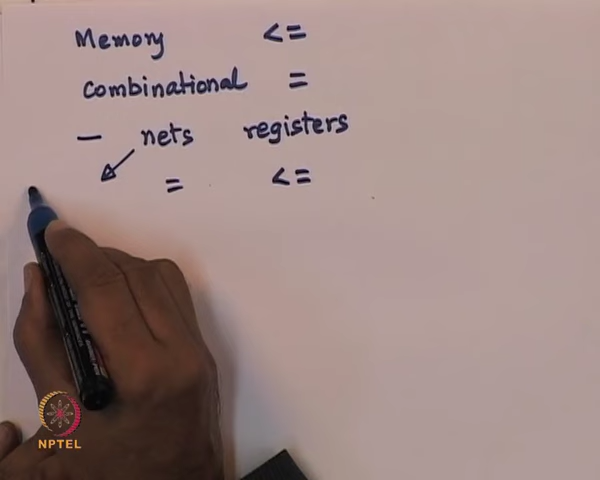 Memory <=
Combinational =
- nets registers
= <=
NPTEL